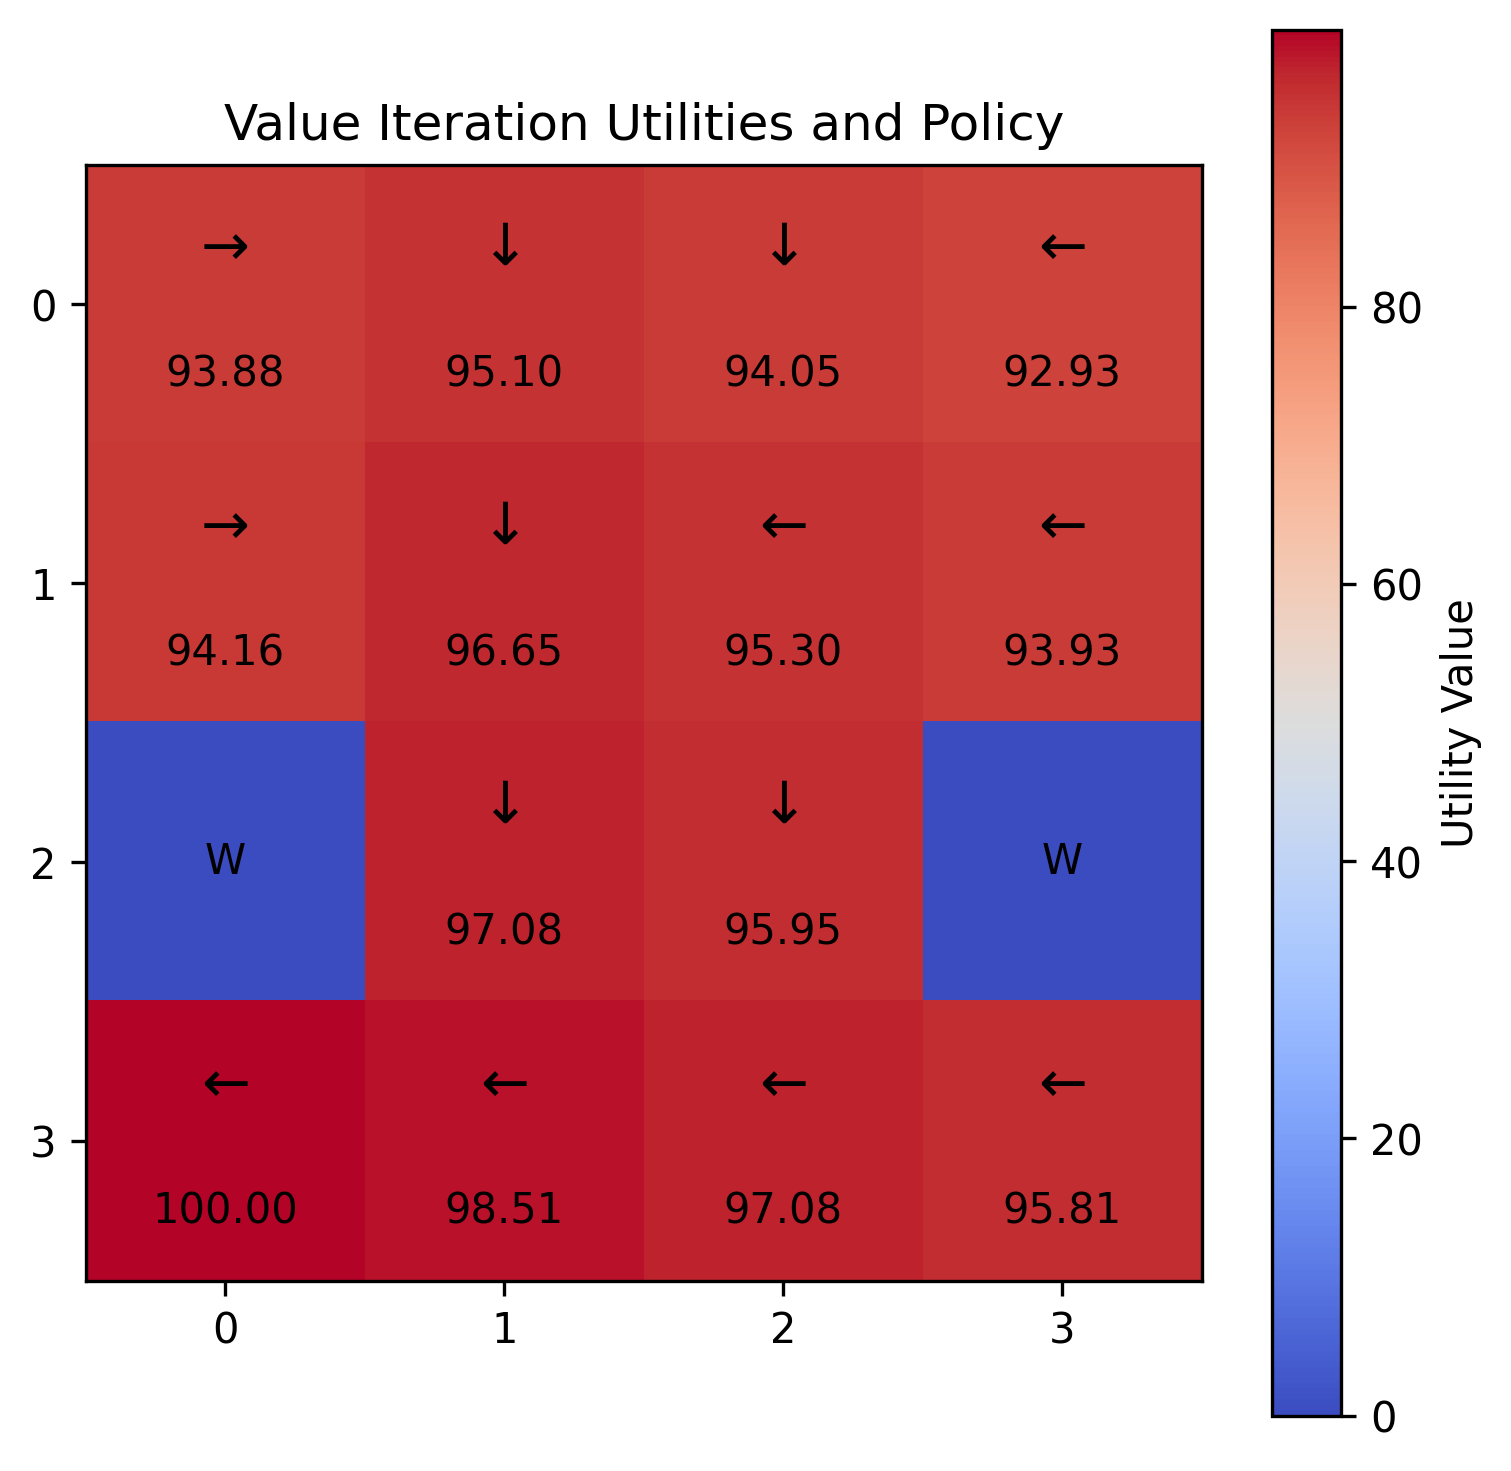 Value Iteration Utilities and Policy
0
→ ↓ ↓ ←
93.88 95.10 94.05 92.93
1
→ ↓ ← ←
94.16 96.65 95.30 93.93
2
↓ ↓
W W
97.08 95.95
3
← ← ← ←
100.00 98.51 97.08 95.81
0 1 2 3
80
60
40
20
0
Utility Value